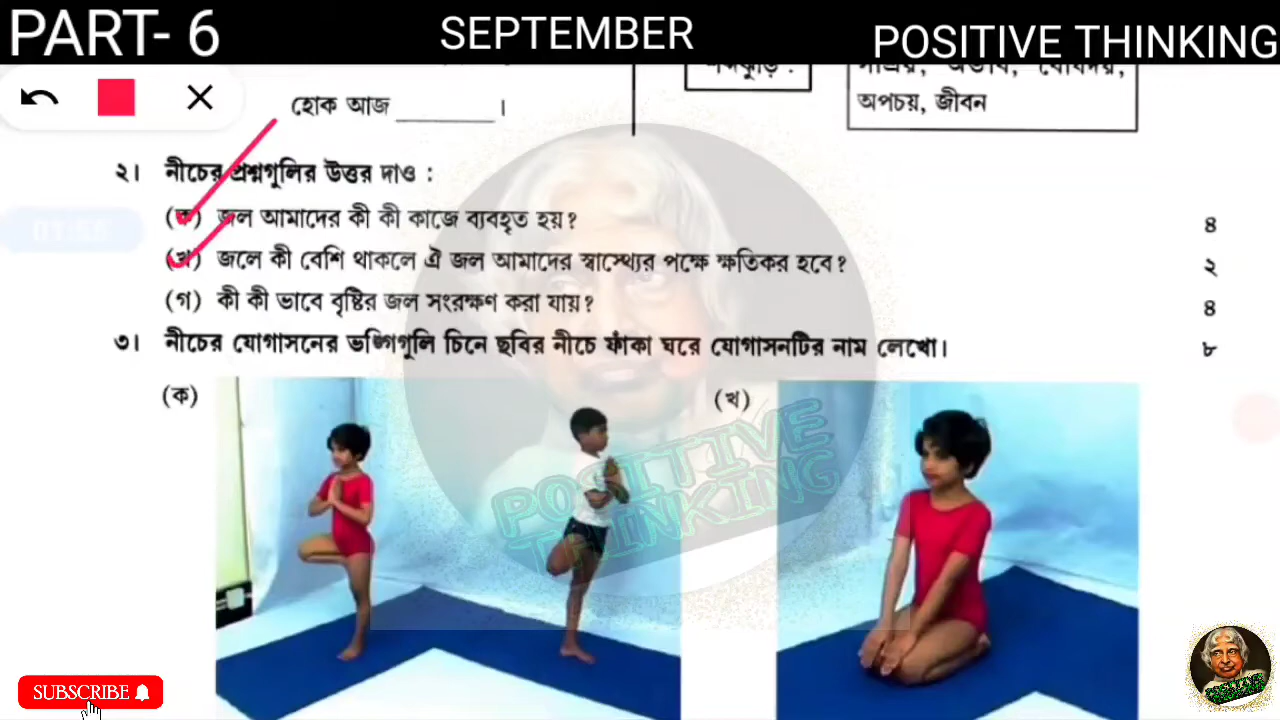 PART- 6
SEPTEMBER
POSITIVE THINKING
হোক আজ __________ ।
অপচয়, জীবন
২। নীচের প্রশ্নগুলির উত্তর দাও :
(ক) জল আমাদের কী কী কাজে ব্যবহৃত হয়? ৪
(খ) জলে কী বেশি থাকলে ঐ জল আমাদের স্বাস্থ্যের পক্ষে ক্ষতিকর হবে? ২
(গ) কী কী ভাবে বৃষ্টির জল সংরক্ষণ করা যায়? ৪
৩। নীচের যোগাসনের ভঙ্গিগুলি চিনে ছবির নীচে ফাঁকা ঘরে যোগাসনটির নাম লেখো। ৮
(ক)
(খ)
POSITIVE
THINKING
SUBSCRIBE